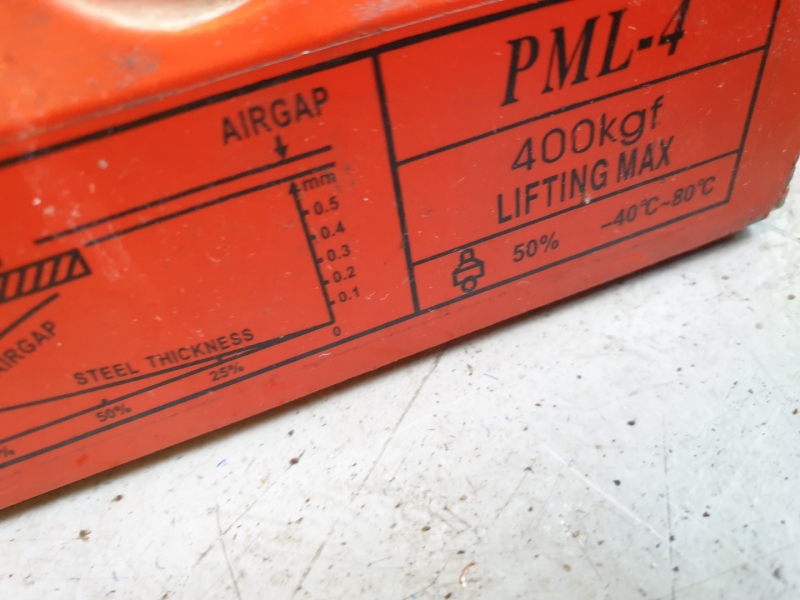 AIRGAP
mm
0.5
0.4
0.3
0.2
0.1
0
AIRGAP
STEEL THICKNESS
25%
50%
%
PML-4
400kgf
LIFTING MAX
50% -40℃~80℃